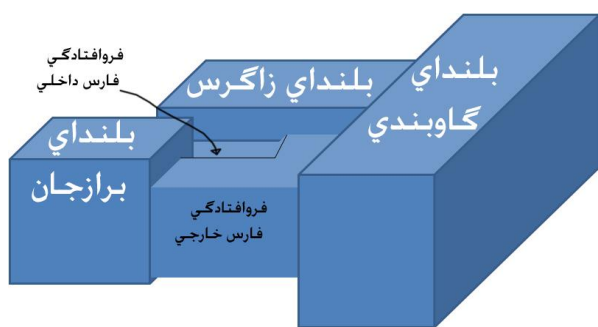 فروافتادگي
فارس داخلي
بلنداي زاگرس
بلنداي
گاوبندي
بلنداي
برازجان
فروافتادگي
فارس خارجي